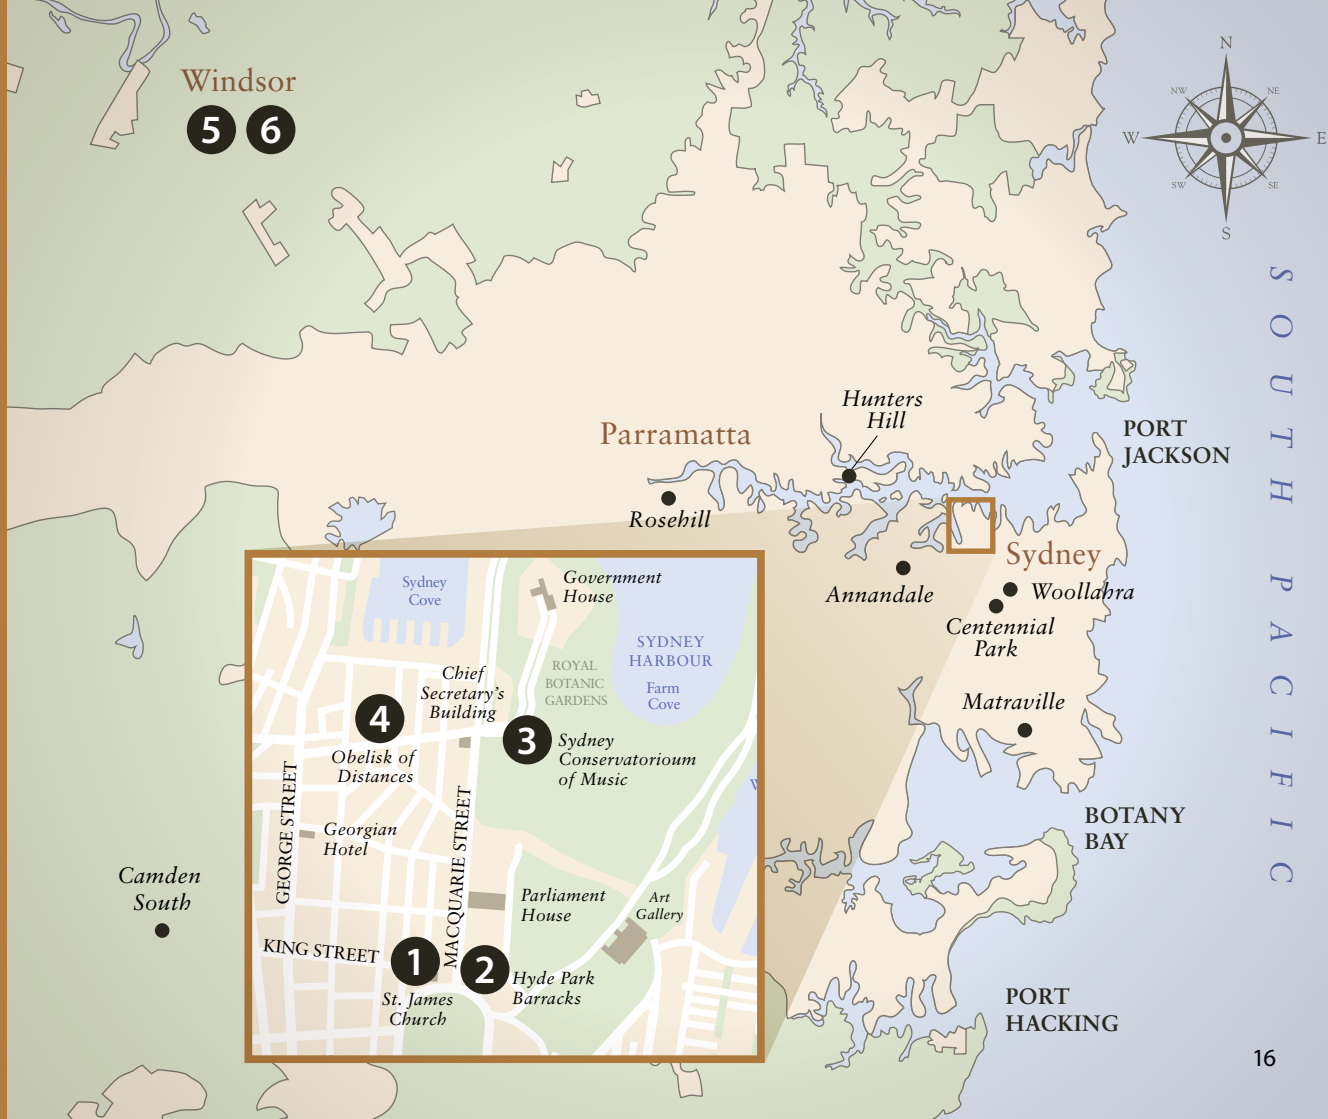 N
NW
NE
W
E
SW
SE
S
Windsor
5 6
SOUTH PACIFIC
Hunters
Hill
PORT
JACKSON
Parramatta
Rosehill
Sydney
Annandale
Woollahra
Centennial
Park
Matraville
BOTANY
BAY
PORT
HACKING
Camden
South
Sydney
Cove
Government
House
SYDNEY
HARBOUR
Farm
Cove
ROYAL
BOTANIC
GARDENS
Chief
Secretary's
Building
4
Obelisk of
Distances
3
Sydney
Conservatorioum
of Music
GEORGE STREET
Georgian
Hotel
MACQUARIE STREET
Parliament
House
Art
Gallery
KING STREET
1
St. James
Church
2
Hyde Park
Barracks
16